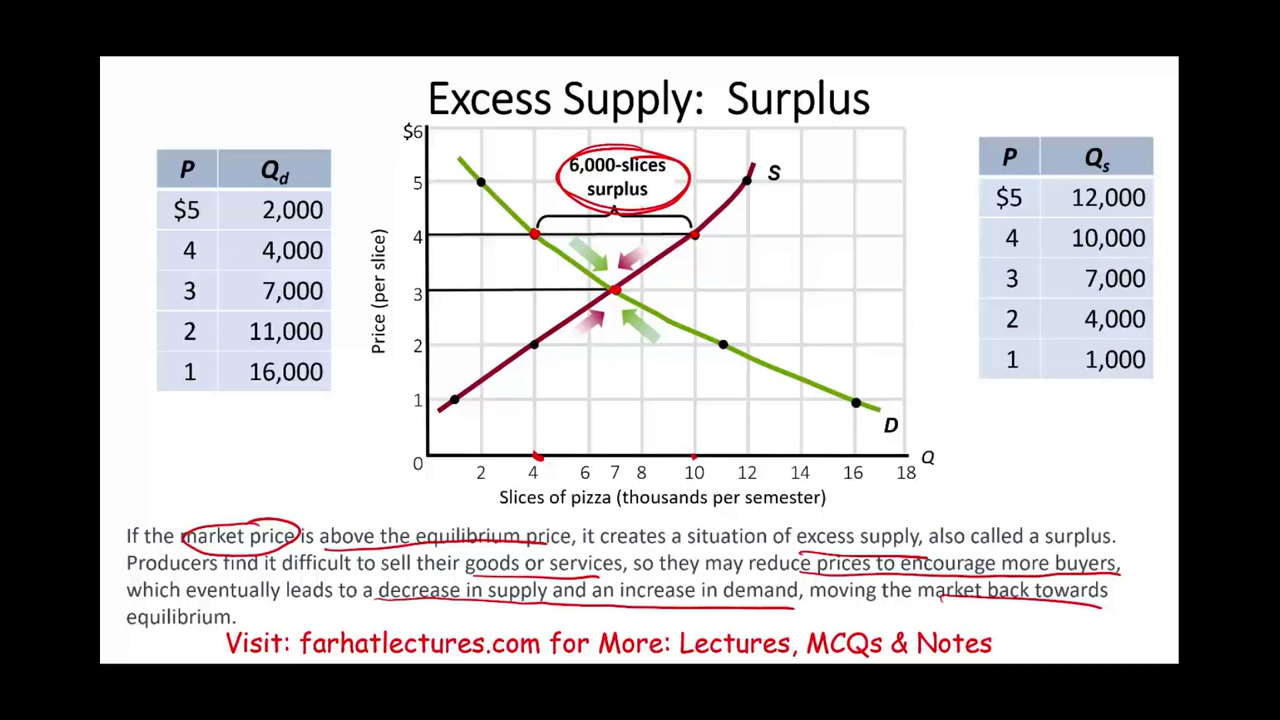 Excess Supply: Surplus
P Qd
$5 2,000
4 4,000
3 7,000
2 11,000
1 16,000
Price (per slice)
$6
5
4
3
2
1
0
6,000-slices
surplus
S
D
Q
2 4 6 7 8 10 12 14 16 18
Slices of pizza (thousands per semester)
P Qs
$5 12,000
4 10,000
3 7,000
2 4,000
1 1,000
If the market price is above the equilibrium price, it creates a situation of excess supply, also called a surplus.
Producers find it difficult to sell their goods or services, so they may reduce prices to encourage more buyers,
which eventually leads to a decrease in supply and an increase in demand, moving the market back towards
equilibrium.
Visit: farhatlectures.com for More: Lectures, MCQs & Notes